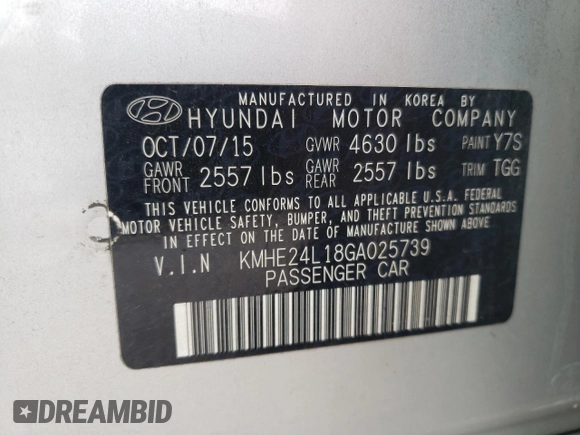 MANUFACTURED IN KOREA BY
HYUNDAI MOTOR COMPANY
OCT/07/15 GVWR 4630 lbs PAINT Y7S
GAWR FRONT 2557 lbs GAWR REAR 2557 lbs TRIM TGG
THIS VEHICLE CONFORMS TO ALL APPLICABLE U.S.A. FEDERAL
MOTOR VEHICLE SAFETY, BUMPER, AND THEFT PREVENTION STANDARDS
IN EFFECT ON THE DATE OF MANUFACTURE SHOWN ABOVE
V.I.N KMHE24L18GA025739
PASSENGER CAR
DREAMBID